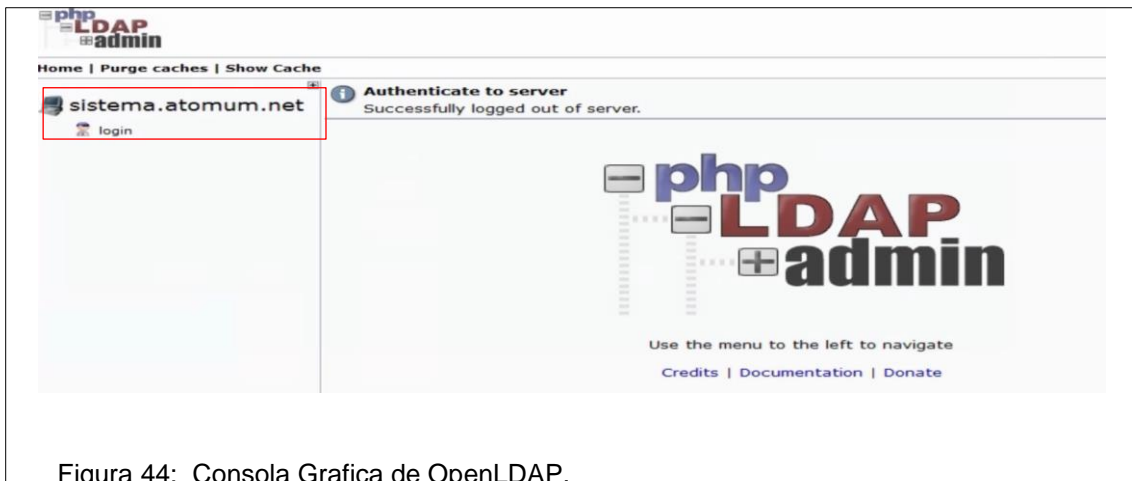 php
LDAP
admin
Home | Purge caches | Show Cache
sistema.atomum.net
login
Authenticate to server
Successfully logged out of server.
php
LDAP
admin
Use the menu to the left to navigate
Credits | Documentation | Donate
Figura 44: Consola Grafica de OpenLDAP.